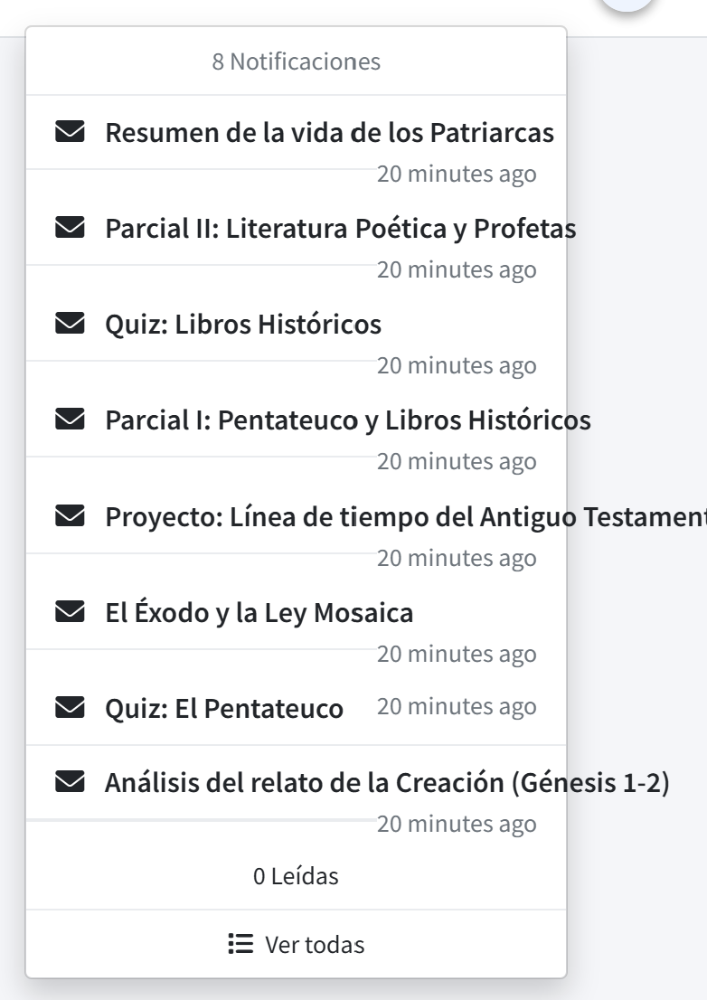 8 Notificaciones
Resumen de la vida de los Patriarcas
20 minutes ago
Parcial II: Literatura Poética y Profetas
20 minutes ago
Quiz: Libros Históricos
20 minutes ago
Parcial I: Pentateuco y Libros Históricos
20 minutes ago
Proyecto: Línea de tiempo del Antiguo Testament
20 minutes ago
El Éxodo y la Ley Mosaica
20 minutes ago
Quiz: El Pentateuco 20 minutes ago
Análisis del relato de la Creación (Génesis 1-2)
20 minutes ago
0 Leídas
Ver todas